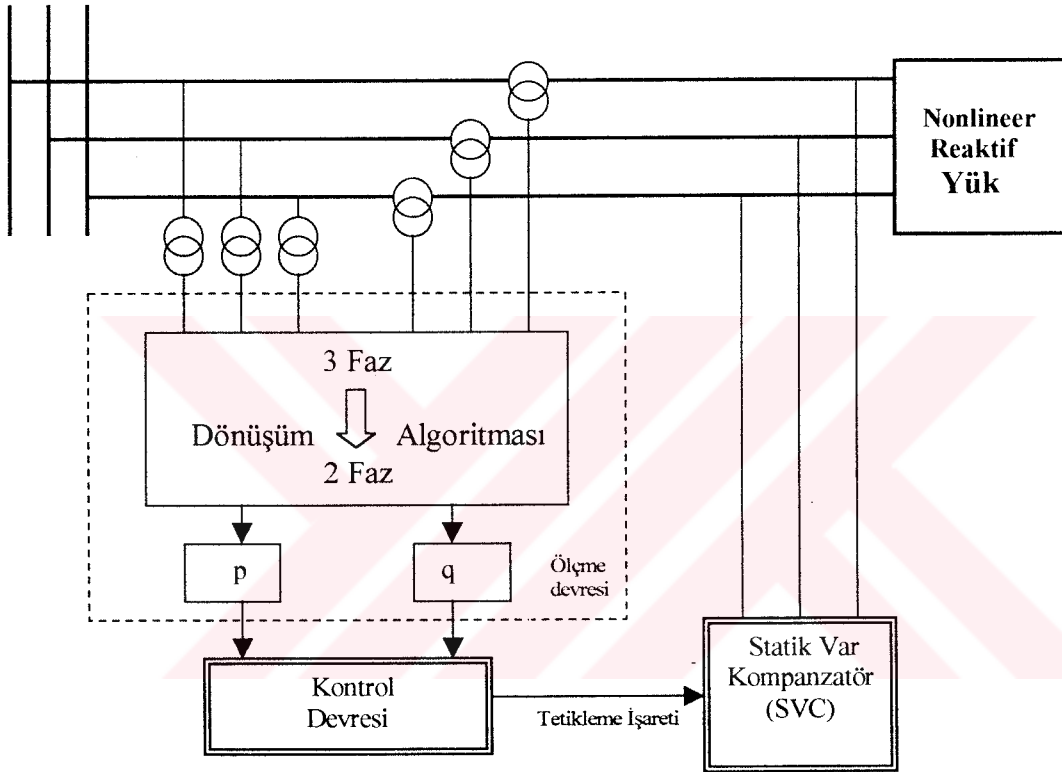 Nonlineer
Reaktif
Yük
3 Faz
Dönüşüm Algoritması
2 Faz
p
q
Ölçme
devresi
Kontrol
Devresi
Tetikleme İşareti
Statik Var
Kompanzatör
(SVC)